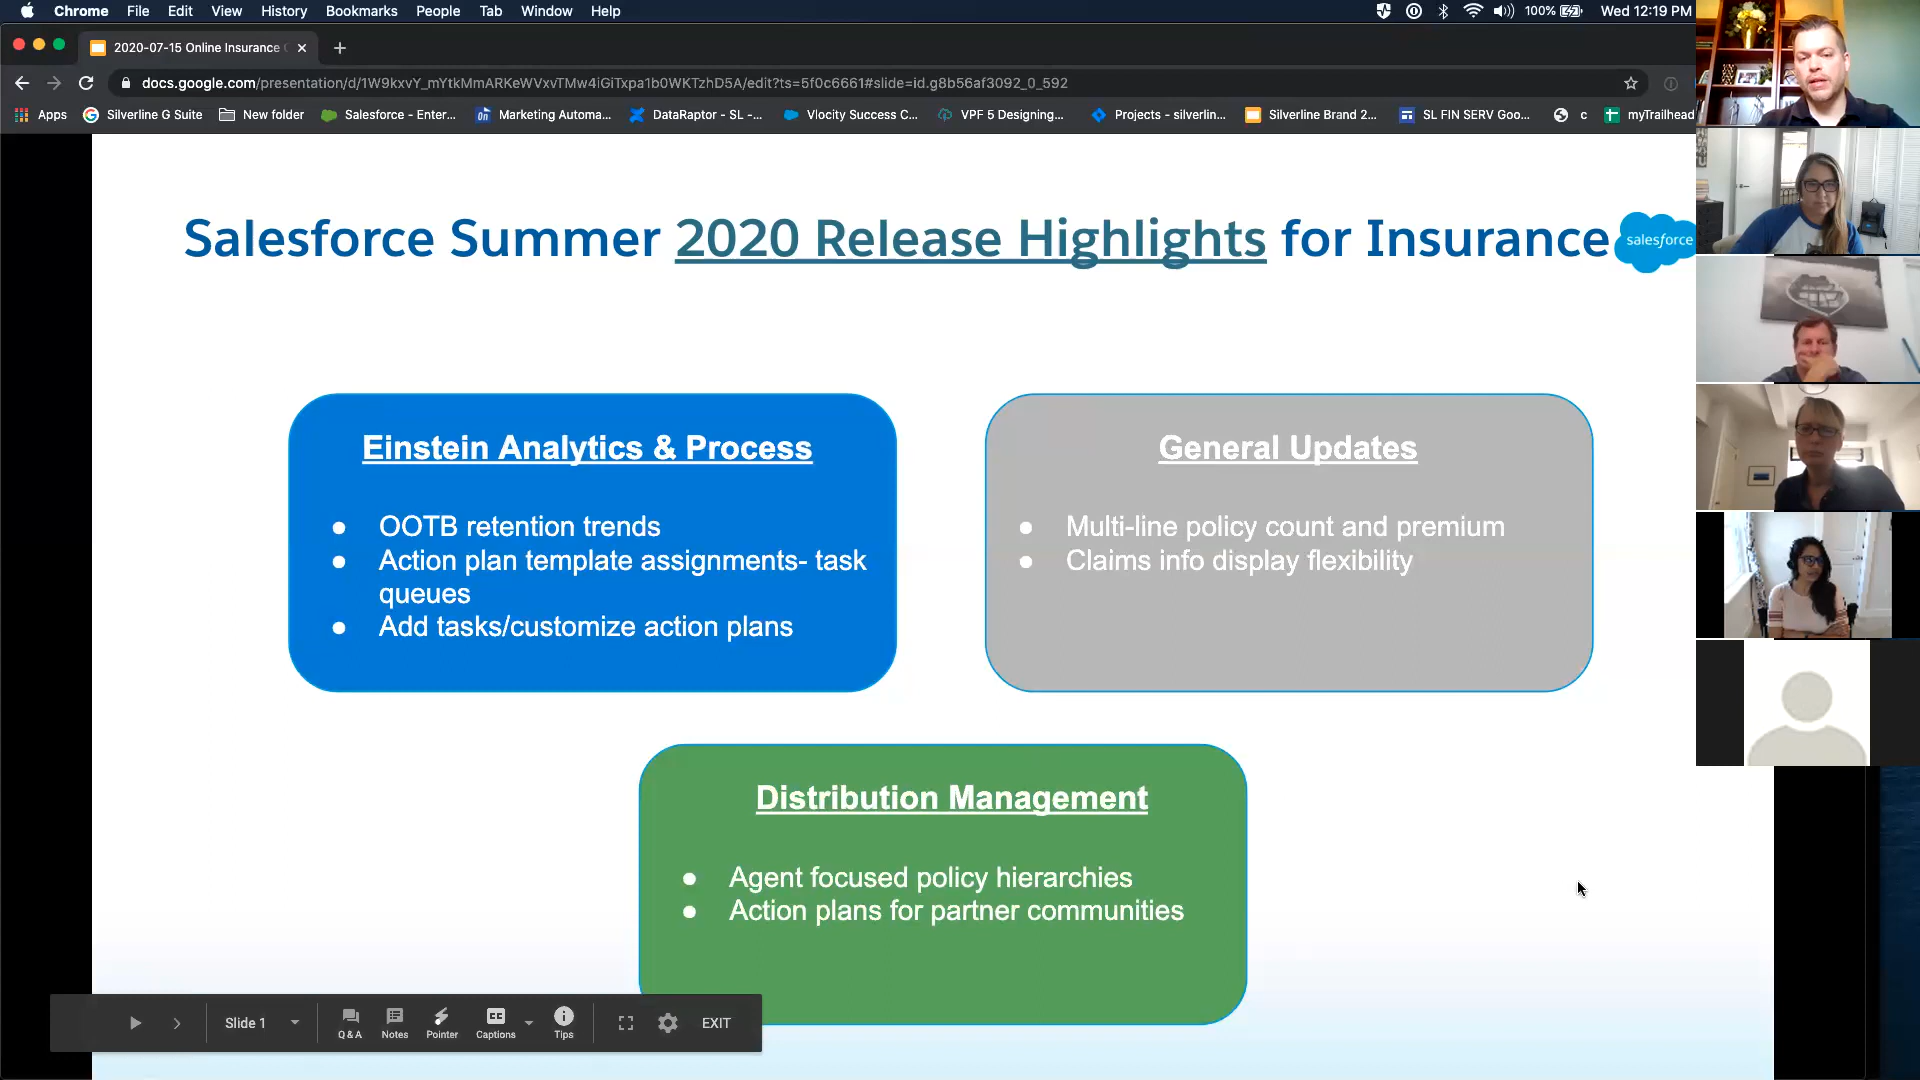 Chrome File Edit View History Bookmarks People Tab Window Help 100% Wed 12:19 PM
2020-07-15 Online Insurance
docs.google.com/presentation/d/1W9kxvY_mYtkMmARKeWVxvTMw4iGiTxpa1b0WKTzhD5A/edit?ts=5f0c6661#slide=id.g8b56af3092_0_592
Apps Silverline G Suite New folder Salesforce - Enter... Marketing Automa... DataRaptor - SL -... Vlocity Success C... VPF 5 Designing... Projects - silverlin... Silverline Brand 2... SL FIN SERV Goo... c myTrailhead
Salesforce Summer 2020 Release Highlights for Insurance
salesforce
Einstein Analytics & Process
● OOTB retention trends
● Action plan template assignments- task
queues
● Add tasks/customize action plans
General Updates
● Multi-line policy count and premium
● Claims info display flexibility
Distribution Management
● Agent focused policy hierarchies
● Action plans for partner communities
Slide 1 Q & A Notes Pointer Captions Tips EXIT